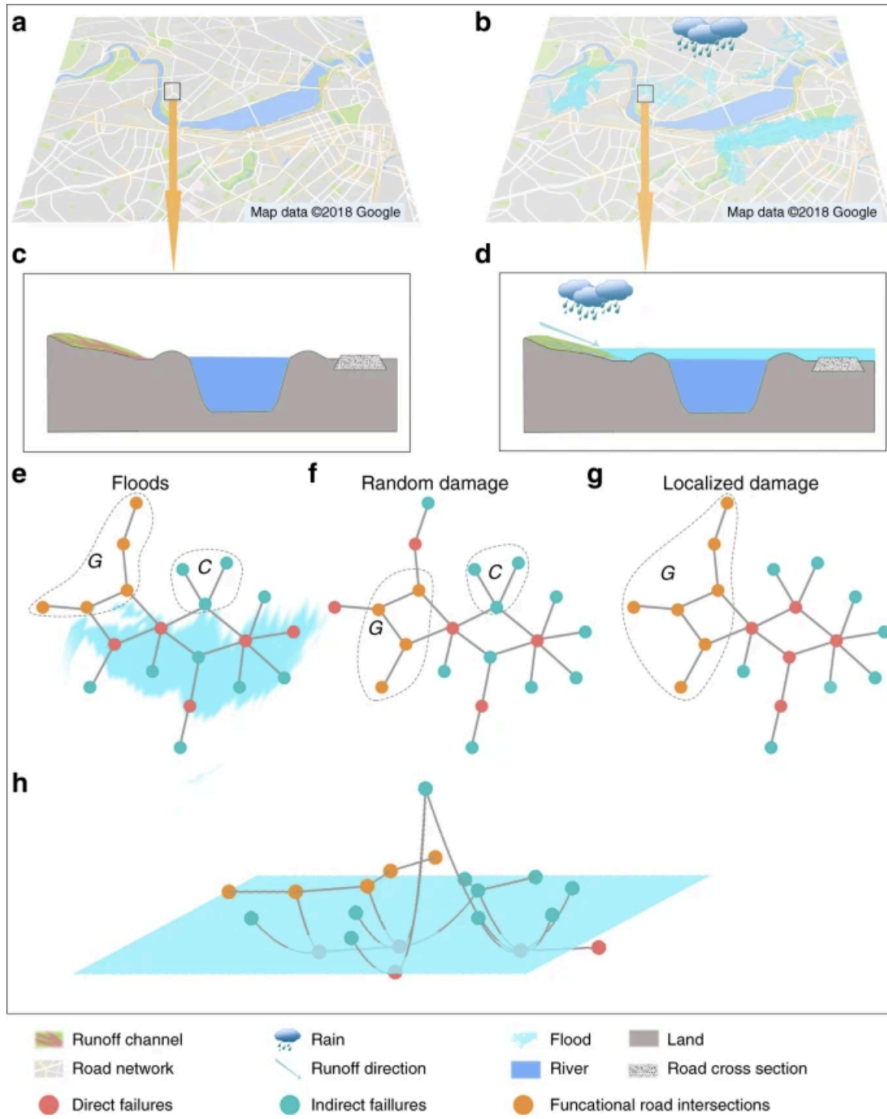 a
b
Map data ©2018 Google
Map data ©2018 Google
c
d
e
Floods
f
Random damage
g
Localized damage
G
C
G
C
G
h
Runoff channel
Rain
Flood
Land
Road network
Runoff direction
River
Road cross section
Direct failures
Indirect faillures
Funcational road intersections